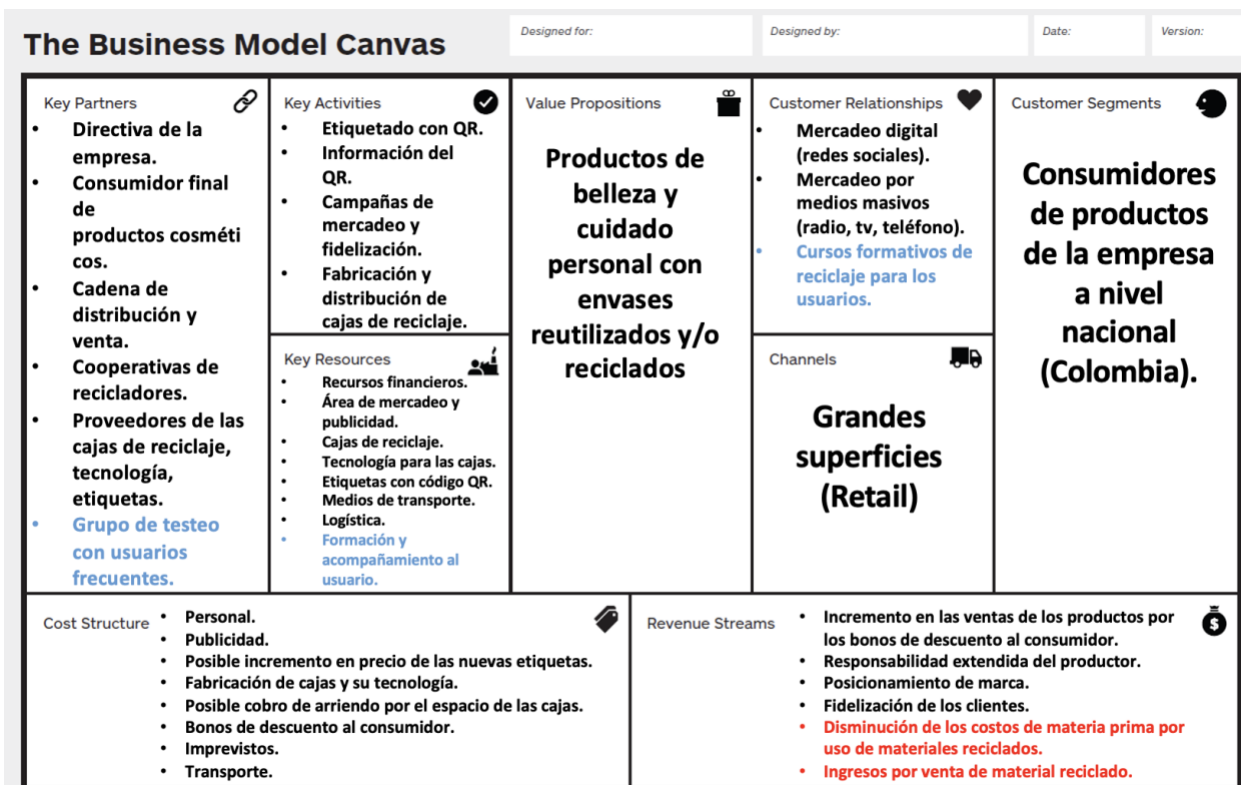 The Business Model Canvas
Designed for:
Designed by:
Date:
Version:
Key Partners
• Directiva de la
empresa.
• Consumidor final
de
productos cosméti
cos.
• Cadena de
distribución y
venta.
• Cooperativas de
recicladores.
• Proveedores de las
cajas de reciclaje,
tecnología,
etiquetas.
• Grupo de testeo
con usuarios
frecuentes.
Key Activities
• Etiquetado con QR.
• Información del
QR.
• Campañas de
mercadeo y
fidelización.
• Fabricación y
distribución de
cajas de reciclaje.
Key Resources
• Recursos financieros.
• Área de mercadeo y
publicidad.
• Cajas de reciclaje.
• Tecnología para las cajas.
• Etiquetas con código QR.
• Medios de transporte.
• Logística.
• Formación y
acompañamiento al
usuario.
Value Propositions
Productos de
belleza y
cuidado
personal con
envases
reutilizados y/o
reciclados
Customer Relationships
• Mercadeo digital
(redes sociales).
• Mercadeo por
medios masivos
(radio, tv, teléfono).
• Cursos formativos de
reciclaje para los
usuarios.
Channels
Grandes
superficies
(Retail)
Customer Segments
Consumidores
de productos
de la empresa
a nivel
nacional
(Colombia).
Cost Structure
• Personal.
• Publicidad.
• Posible incremento en precio de las nuevas etiquetas.
• Fabricación de cajas y su tecnología.
• Posible cobro de arriendo por el espacio de las cajas.
• Bonos de descuento al consumidor.
• Imprevistos.
• Transporte.
Revenue Streams
• Incremento en las ventas de los productos por
los bonos de descuento al consumidor.
• Responsabilidad extendida del productor.
• Posicionamiento de marca.
• Fidelización de los clientes.
• Disminución de los costos de materia prima por
uso de materiales reciclados.
• Ingresos por venta de material reciclado.